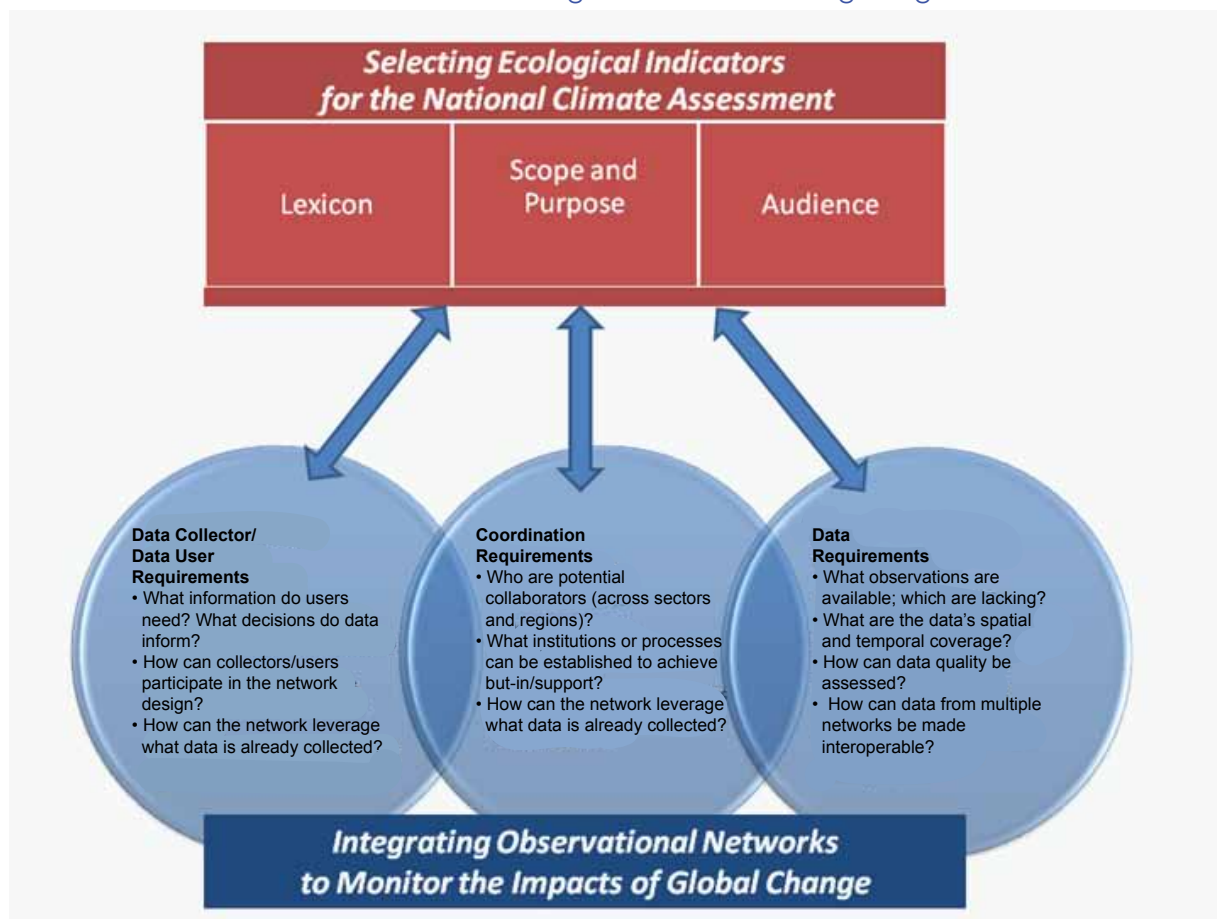 Selecting Ecological Indicators
for the National Climate Assessment
Lexicon
Scope and
Purpose
Audience
Data Collector/
Data User
Requirements
• What information do users
need? What decisions do data
inform?
• How can collectors/users
participate in the network
design?
• How can the network leverage
what data is already collected?
Coordination
Requirements
• Who are potential
collaborators (across sectors
and regions)?
• What institutions or processes
can be established to achieve
but-in/support?
• How can the network leverage
what data is already collected?
Data
Requirements
• What observations are
available; which are lacking?
• What are the data's spatial
and temporal coverage?
• How can data quality be
assessed?
• How can data from multiple
networks be made
interoperable?
Integrating Observational Networks
to Monitor the Impacts of Global Change